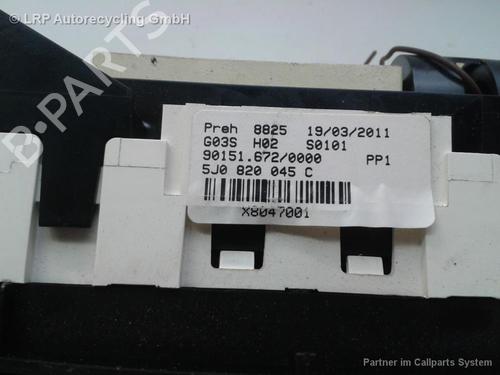 © LRP Autorecycling GmbH
B-PARTS
Preh 8825 19/03/2011
G03S H02 S0101
90151.672/0000 PP1
5J0 820 045 C
X8047001
Partner im Callparts System